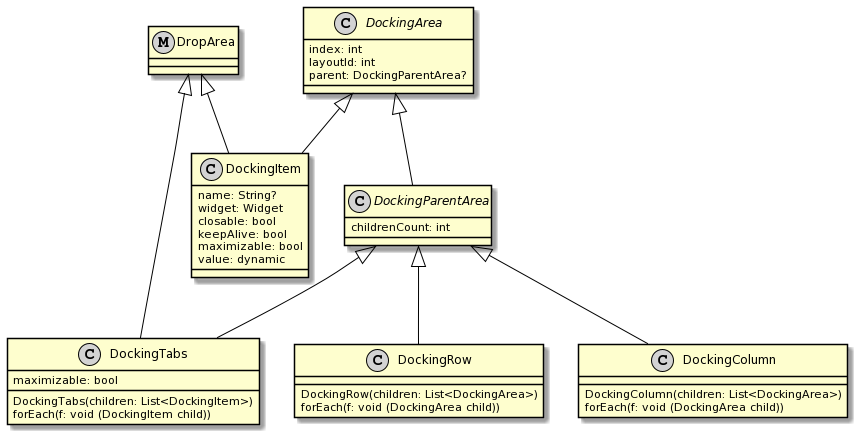 M DropArea
C DockingArea
index: int
layoutId: int
parent: DockingParentArea?
C DockingItem
name: String?
widget: Widget
closable: bool
keepAlive: bool
maximizable: bool
value: dynamic
C DockingParentArea
childrenCount: int
C DockingTabs
maximizable: bool
DockingTabs(children: List<DockingItem>)
forEach(f: void (DockingItem child))
C DockingRow
DockingRow(children: List<DockingArea>)
forEach(f: void (DockingArea child))
C DockingColumn
DockingColumn(children: List<DockingArea>)
forEach(f: void (DockingArea child))